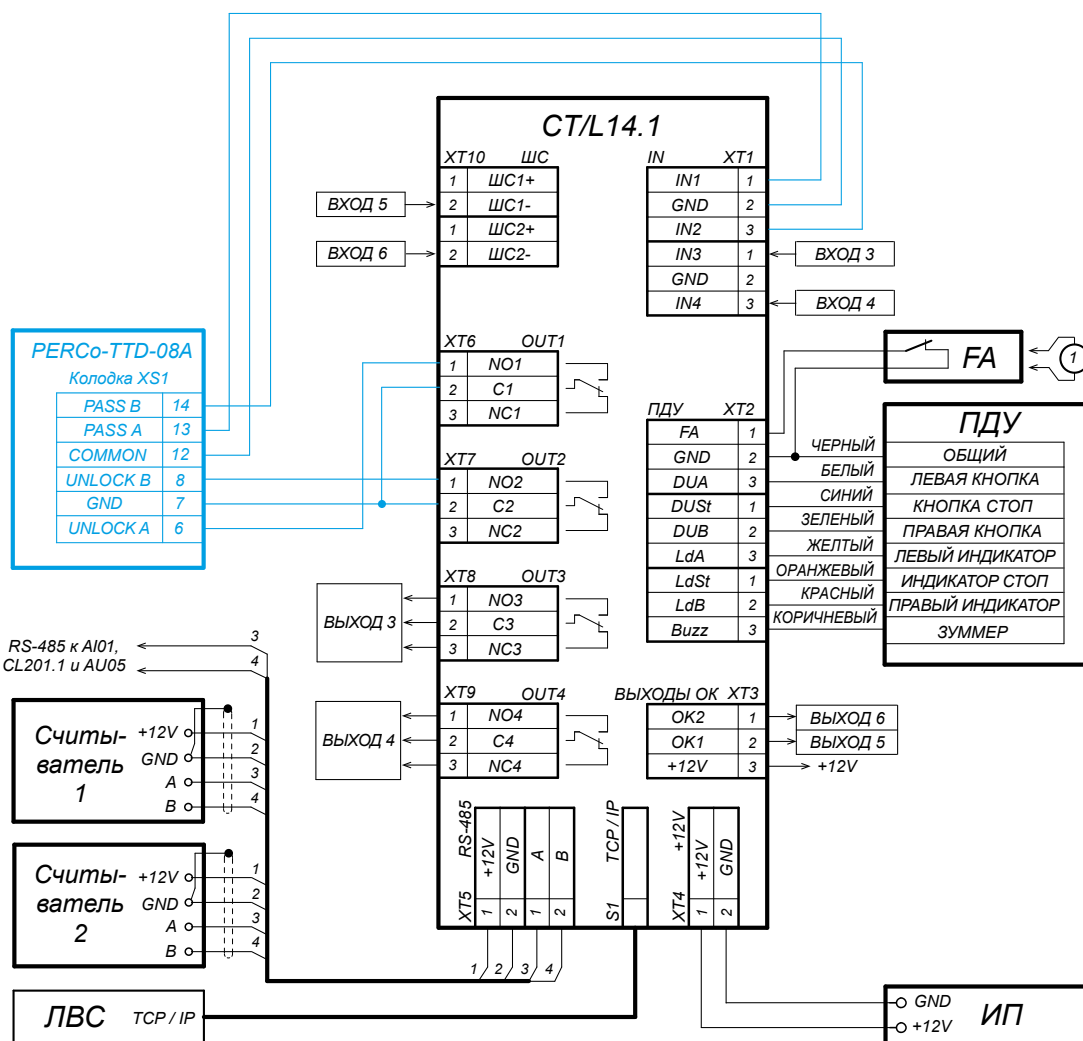 CT/L14.1
XT10 ШС
1 ШС1+
2 ШС1-
1 ШС2+
2 ШС2-
ВХОД 5
ВХОД 6
IN XT1
IN1 1
GND 2
IN2 3
IN3 1
GND 2
IN4 3
ВХОД 3
ВХОД 4
PERCo-TTD-08A
Колодка XS1
PASS B 14
PASS A 13
COMMON 12
UNLOCK B 8
GND 7
UNLOCK A 6
XT6 OUT1
1 NO1
2 C1
3 NC1
XT7 OUT2
1 NO2
2 C2
3 NC2
XT8 OUT3
1 NO3
2 C3
3 NC3
ВЫХОД 3
XT9 OUT4
1 NO4
2 C4
3 NC4
ВЫХОД 4
FA
1
ПДУ XT2
FA 1
GND 2
DUA 3
DUSt 1
DUB 2
LdA 3
LdSt 1
LdB 2
Buzz 3
ЧЕРНЫЙ
БЕЛЫЙ
СИНИЙ
ЗЕЛЕНЫЙ
ЖЕЛТЫЙ
ОРАНЖЕВЫЙ
КРАСНЫЙ
КОРИЧНЕВЫЙ
ПДУ
ОБЩИЙ
ЛЕВАЯ КНОПКА
КНОПКА СТОП
ПРАВАЯ КНОПКА
ЛЕВЫЙ ИНДИКАТОР
ИНДИКАТОР СТОП
ПРАВЫЙ ИНДИКАТОР
ЗУММЕР
ВЫХОДЫ ОК XT3
OK2 1
OK1 2
+12V 3
ВЫХОД 6
ВЫХОД 5
+12V
RS-485 к AI01,
CL201.1 и AU05
3
4
Считы-
ватель
1
+12V 1
GND 2
A 3
B 4
Считы-
ватель
2
+12V 1
GND 2
A 3
B 4
XT5 RS-485
1 +12V
2 GND
1 A
2 B
1 2 3 4
S1 TCP / IP
XT4 +12V
1 +12V
2 GND
ЛВС TCP / IP
GND
+12V
ИП